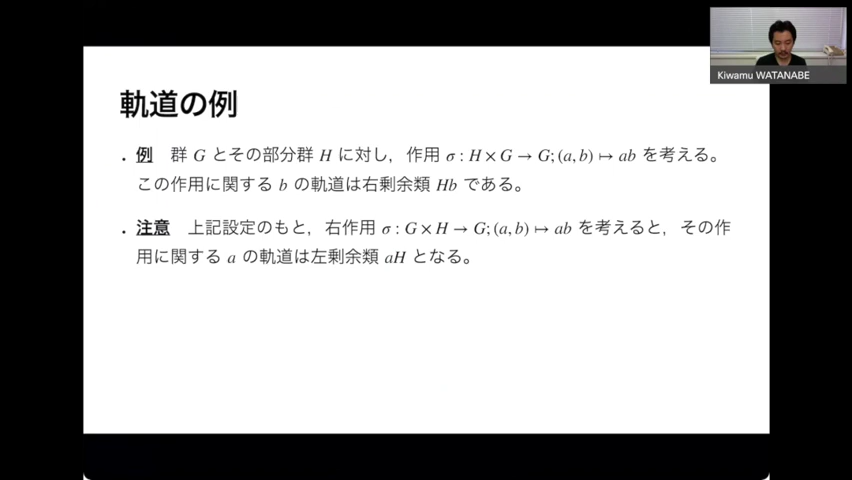 軌道の例
• 例 群 G とその部分群 H に対し，作用 σ : H × G → G; (a, b) ↦ ab を考える。
この作用に関する b の軌道は右剰余類 Hb である。
• 注意 上記設定のもと，右作用 σ : G × H → G; (a, b) ↦ ab を考えると，その作
用に関する a の軌道は左剰余類 aH となる。
Kiwamu WATANABE